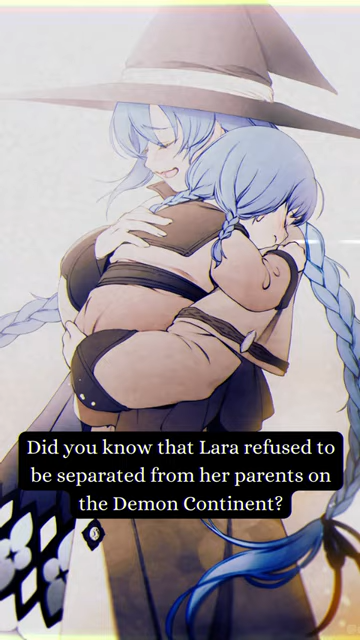 Did you know that Lara refused to
be separated from her parents on
the Demon Continent?